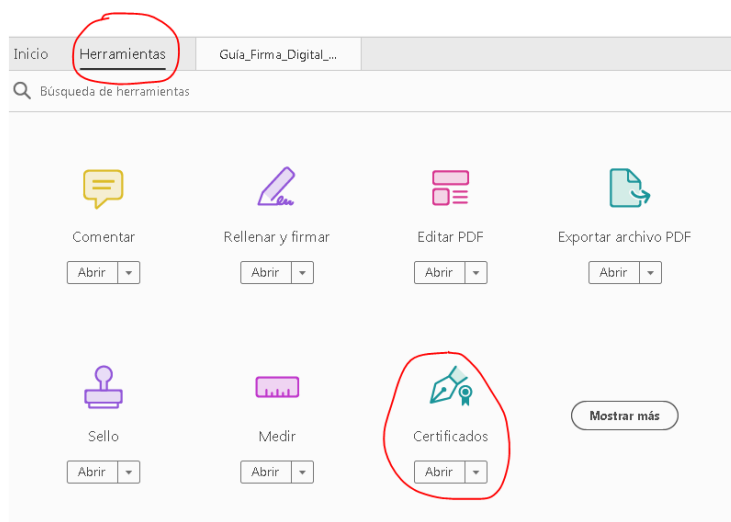 Inicio
Herramientas
Guía_Firma_Digital_...
Búsqueda de herramientas
Comentar
Rellenar y firmar
Editar PDF
Exportar archivo PDF
Abrir
Abrir
Abrir
Abrir
Sello
Medir
Certificados
Mostrar más
Abrir
Abrir
Abrir